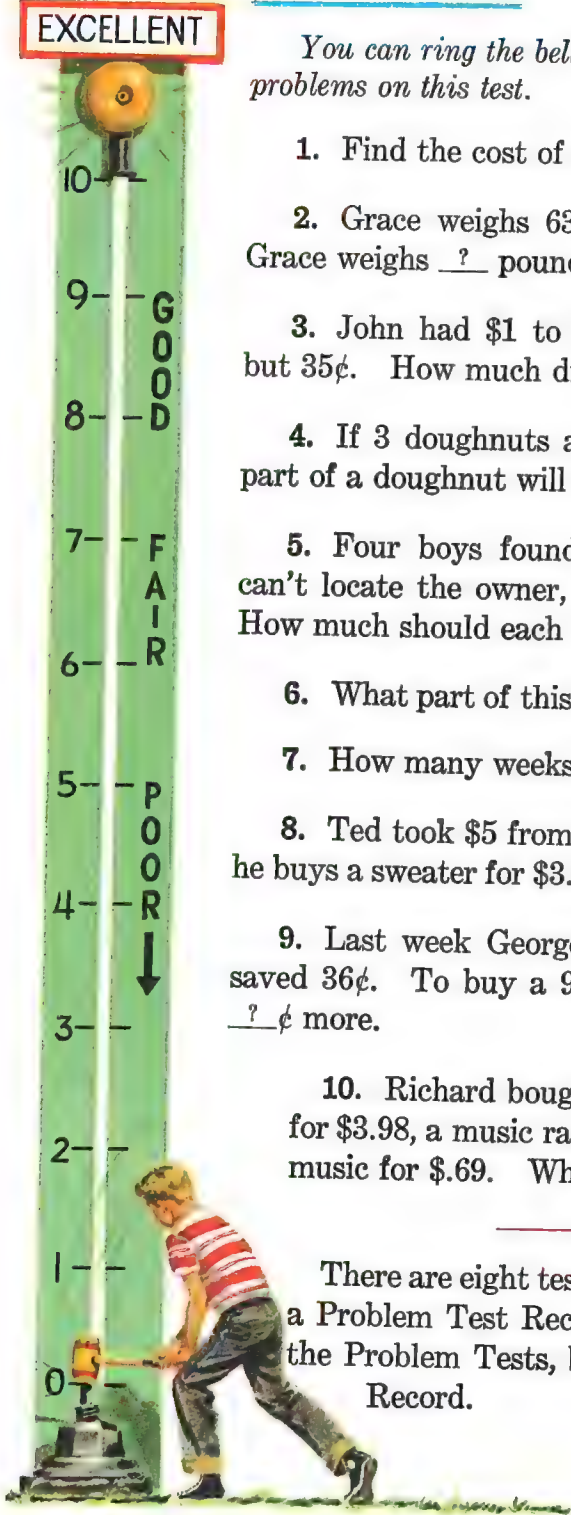 EXCELLENT
10
9
8
7
6
5
4
3
2
1
0
GOOD
FAIR
POOR
You can ring the bel
problems on this test.
1. Find the cost of
2. Grace weighs 63
Grace weighs ? pound
3. John had $1 to
but 35¢. How much d
4. If 3 doughnuts a
part of a doughnut will
5. Four boys found
can't locate the owner,
How much should each
6. What part of this
7. How many weeks
8. Ted took $5 from
he buys a sweater for $3.
9. Last week George
saved 36¢. To buy a 9
? ¢ more.
10. Richard boug
for $3.98, a music ra
music for $.69. Wh
There are eight tes
a Problem Test Rec
the Problem Tests,
Record.